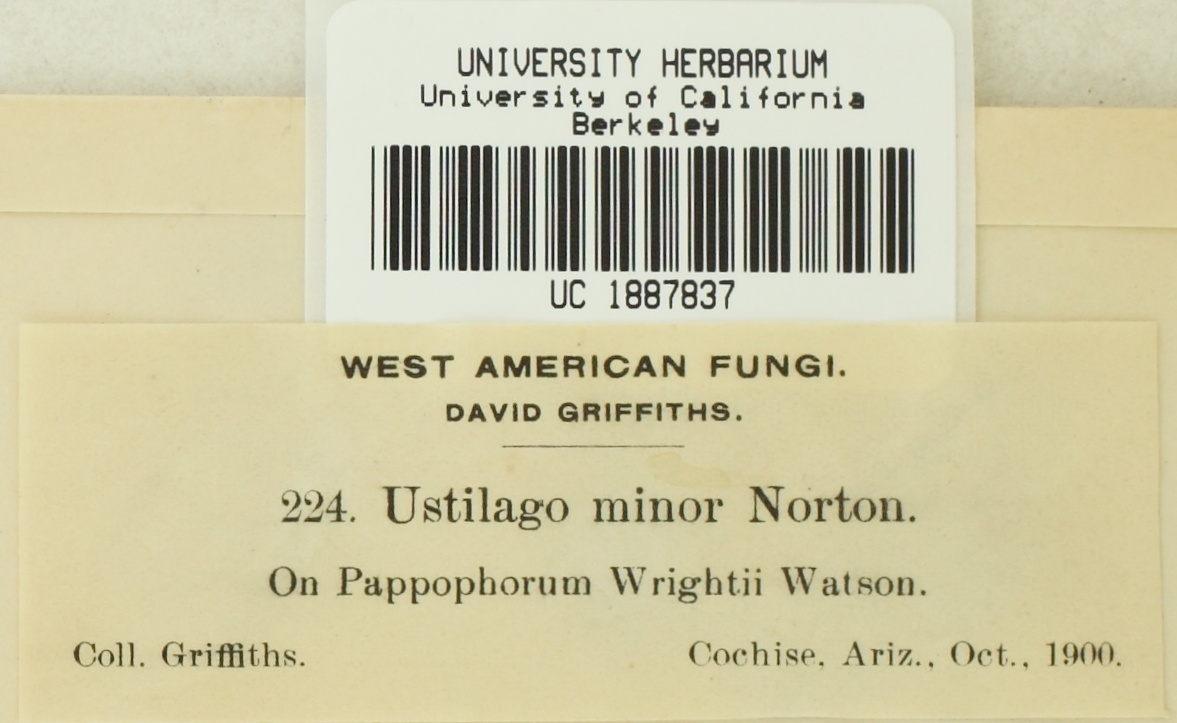 UNIVERSITY HERBARIUM
University of California
Berkeley
UC 1887837
WEST AMERICAN FUNGI.
DAVID GRIFFITHS.
224. Ustilago minor Norton.
On Pappophorum Wrightii Watson.
Coll. Griffiths. Cochise, Ariz., Oct., 1900.